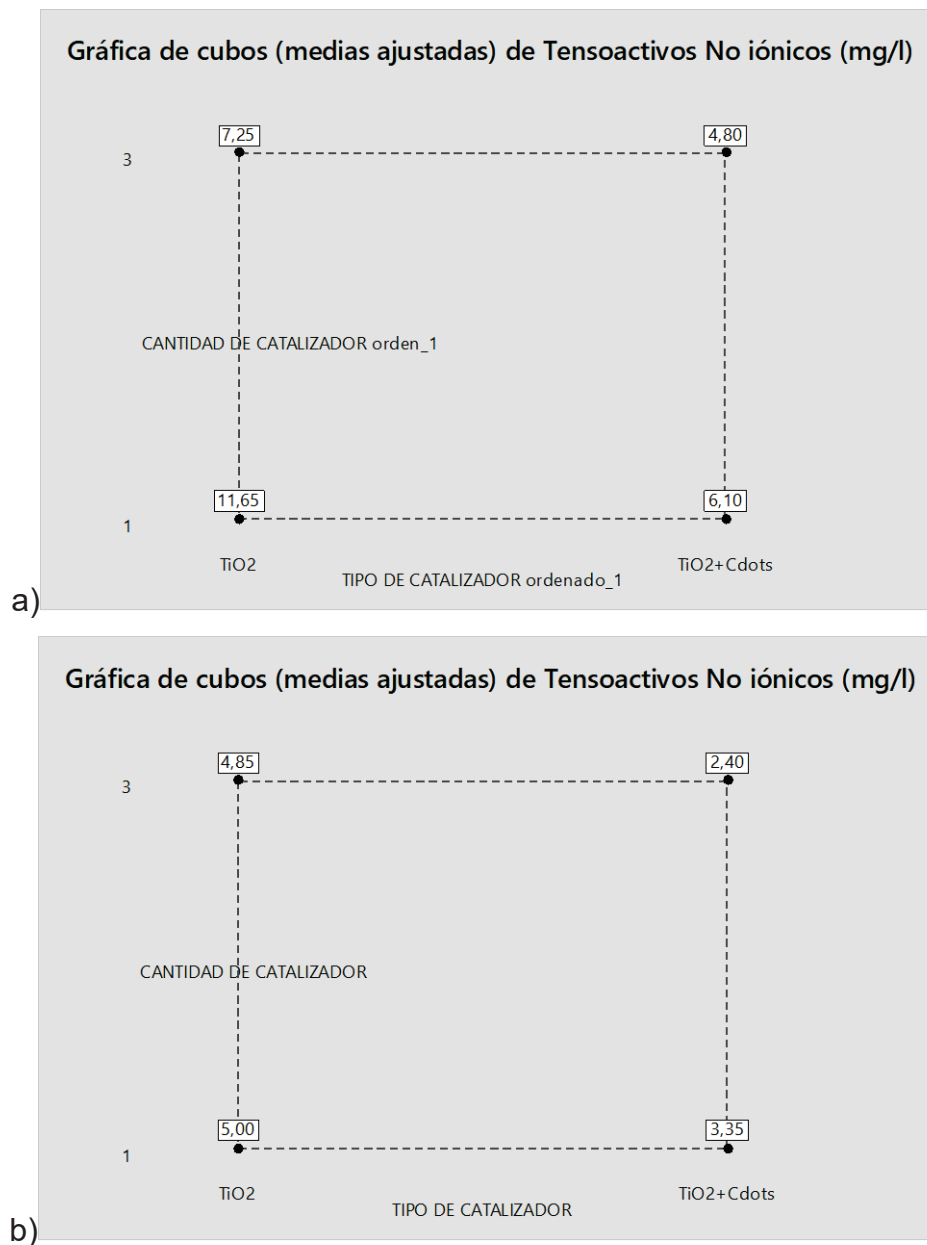 Gráfica de cubos (medias ajustadas) de Tensoactivos No iónicos (mg/l)
7,25 4,80
3
CANTIDAD DE CATALIZADOR orden_1
11,65 6,10
1
TiO2 TiO2+Cdots
TIPO DE CATALIZADOR ordenado_1
a)
Gráfica de cubos (medias ajustadas) de Tensoactivos No iónicos (mg/l)
4,85 2,40
3
CANTIDAD DE CATALIZADOR
5,00 3,35
1
TiO2 TiO2+Cdots
TIPO DE CATALIZADOR
b)